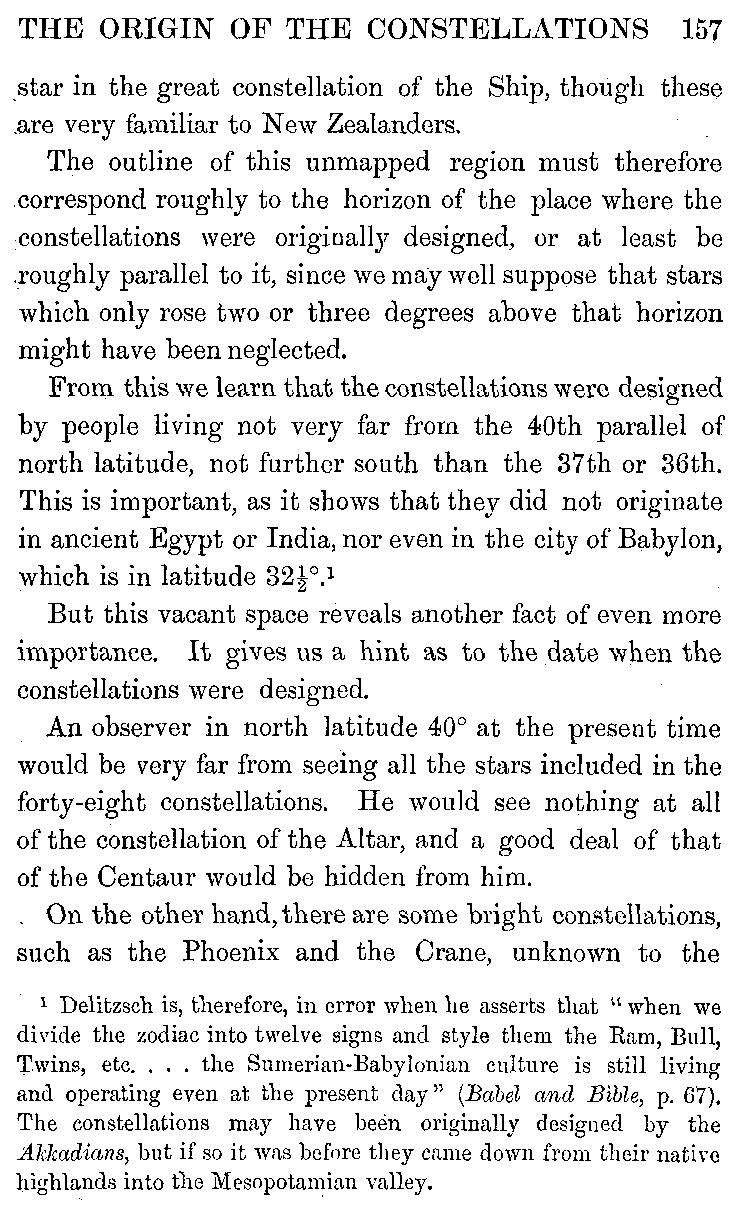 THE ORIGIN OF THE CONSTELLATIONS 157
star in the great constellation of the Ship, though these
are very familiar to New Zealanders.
The outline of this unmapped region must therefore
correspond roughly to the horizon of the place where the
constellations were originally designed, or at least be
roughly parallel to it, since we may well suppose that stars
which only rose two or three degrees above that horizon
might have been neglected.
From this we learn that the constellations were designed
by people living not very far from the 40th parallel of
north latitude, not further south than the 37th or 36th.
This is important, as it shows that they did not originate
in ancient Egypt or India, nor even in the city of Babylon,
which is in latitude 32½°.¹
But this vacant space reveals another fact of even more
importance. It gives us a hint as to the date when the
constellations were designed.
An observer in north latitude 40° at the present time
would be very far from seeing all the stars included in the
forty-eight constellations. He would see nothing at all
of the constellation of the Altar, and a good deal of that
of the Centaur would be hidden from him.
On the other hand, there are some bright constellations,
such as the Phoenix and the Crane, unknown to the
¹ Delitzsch is, therefore, in error when he asserts that “when we
divide the zodiac into twelve signs and style them the Ram, Bull,
Twins, etc. . . . the Sumerian-Babylonian culture is still living
and operating even at the present day” (Babel and Bible, p. 67).
The constellations may have been originally designed by the
Akkadians, but if so it was before they came down from their native
highlands into the Mesopotamian valley.